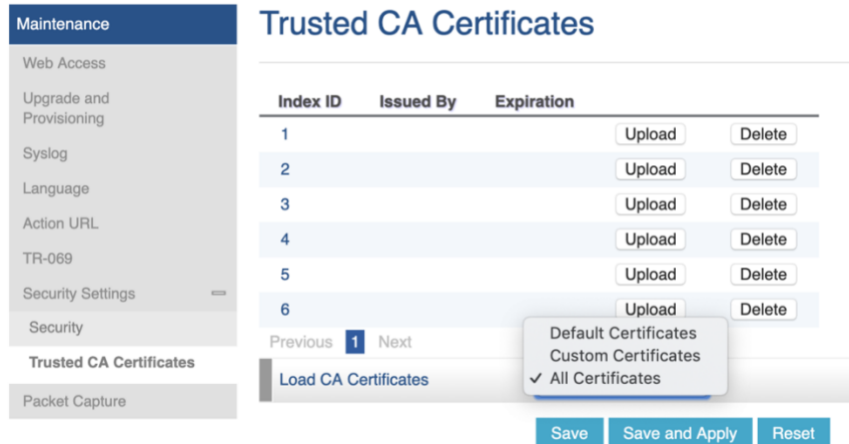 Maintenance
Web Access
Upgrade and
Provisioning
Syslog
Language
Action URL
TR-069
Security Settings
Security
Trusted CA Certificates
Packet Capture
Trusted CA Certificates
Index ID Issued By Expiration
1 Upload Delete
2 Upload Delete
3 Upload Delete
4 Upload Delete
5 Upload Delete
6 Upload Delete
Previous 1 Next
Load CA Certificates
Default Certificates
Custom Certificates
✓ All Certificates
Save Save and Apply Reset